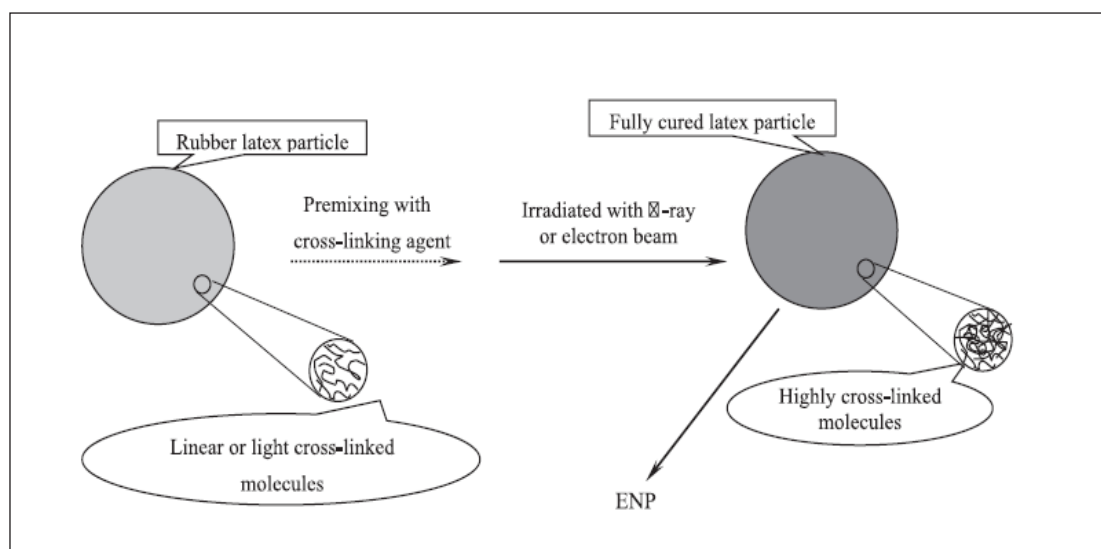 Rubber latex particle
Fully cured latex particle
Premixing with
cross-linking agent
Irradiated with -ray
or electron beam
Linear or light cross-linked
molecules
Highly cross-linked
molecules
ENP